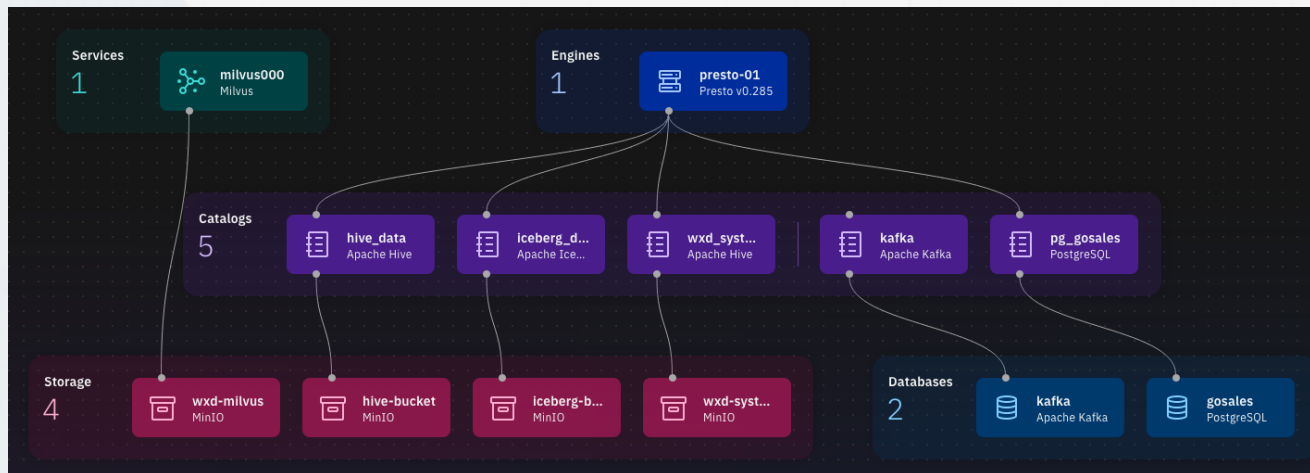 Services
1
milvus000
Milvus
Engines
1
presto-01
Presto v0.285
Catalogs
5
hive_data
Apache Hive
iceberg_d...
Apache Ice...
wxd_syst...
Apache Hive
kafka
Apache Kafka
pg_gosales
PostgreSQL
Storage
4
wxd-milvus
MinIO
hive-bucket
MinIO
iceberg-b...
MinIO
wxd-syst...
MinIO
Databases
2
kafka
Apache Kafka
gosales
PostgreSQL